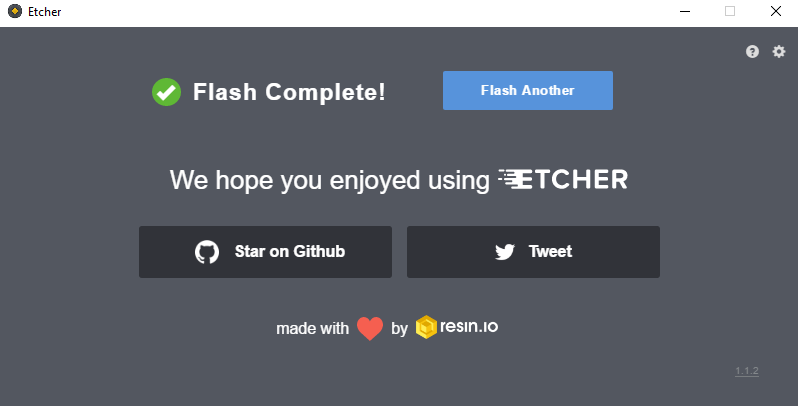 Etcher
Flash Complete!
Flash Another
We hope you enjoyed using ETCHER
Star on Github
Tweet
made with by resin.io
1.1.2